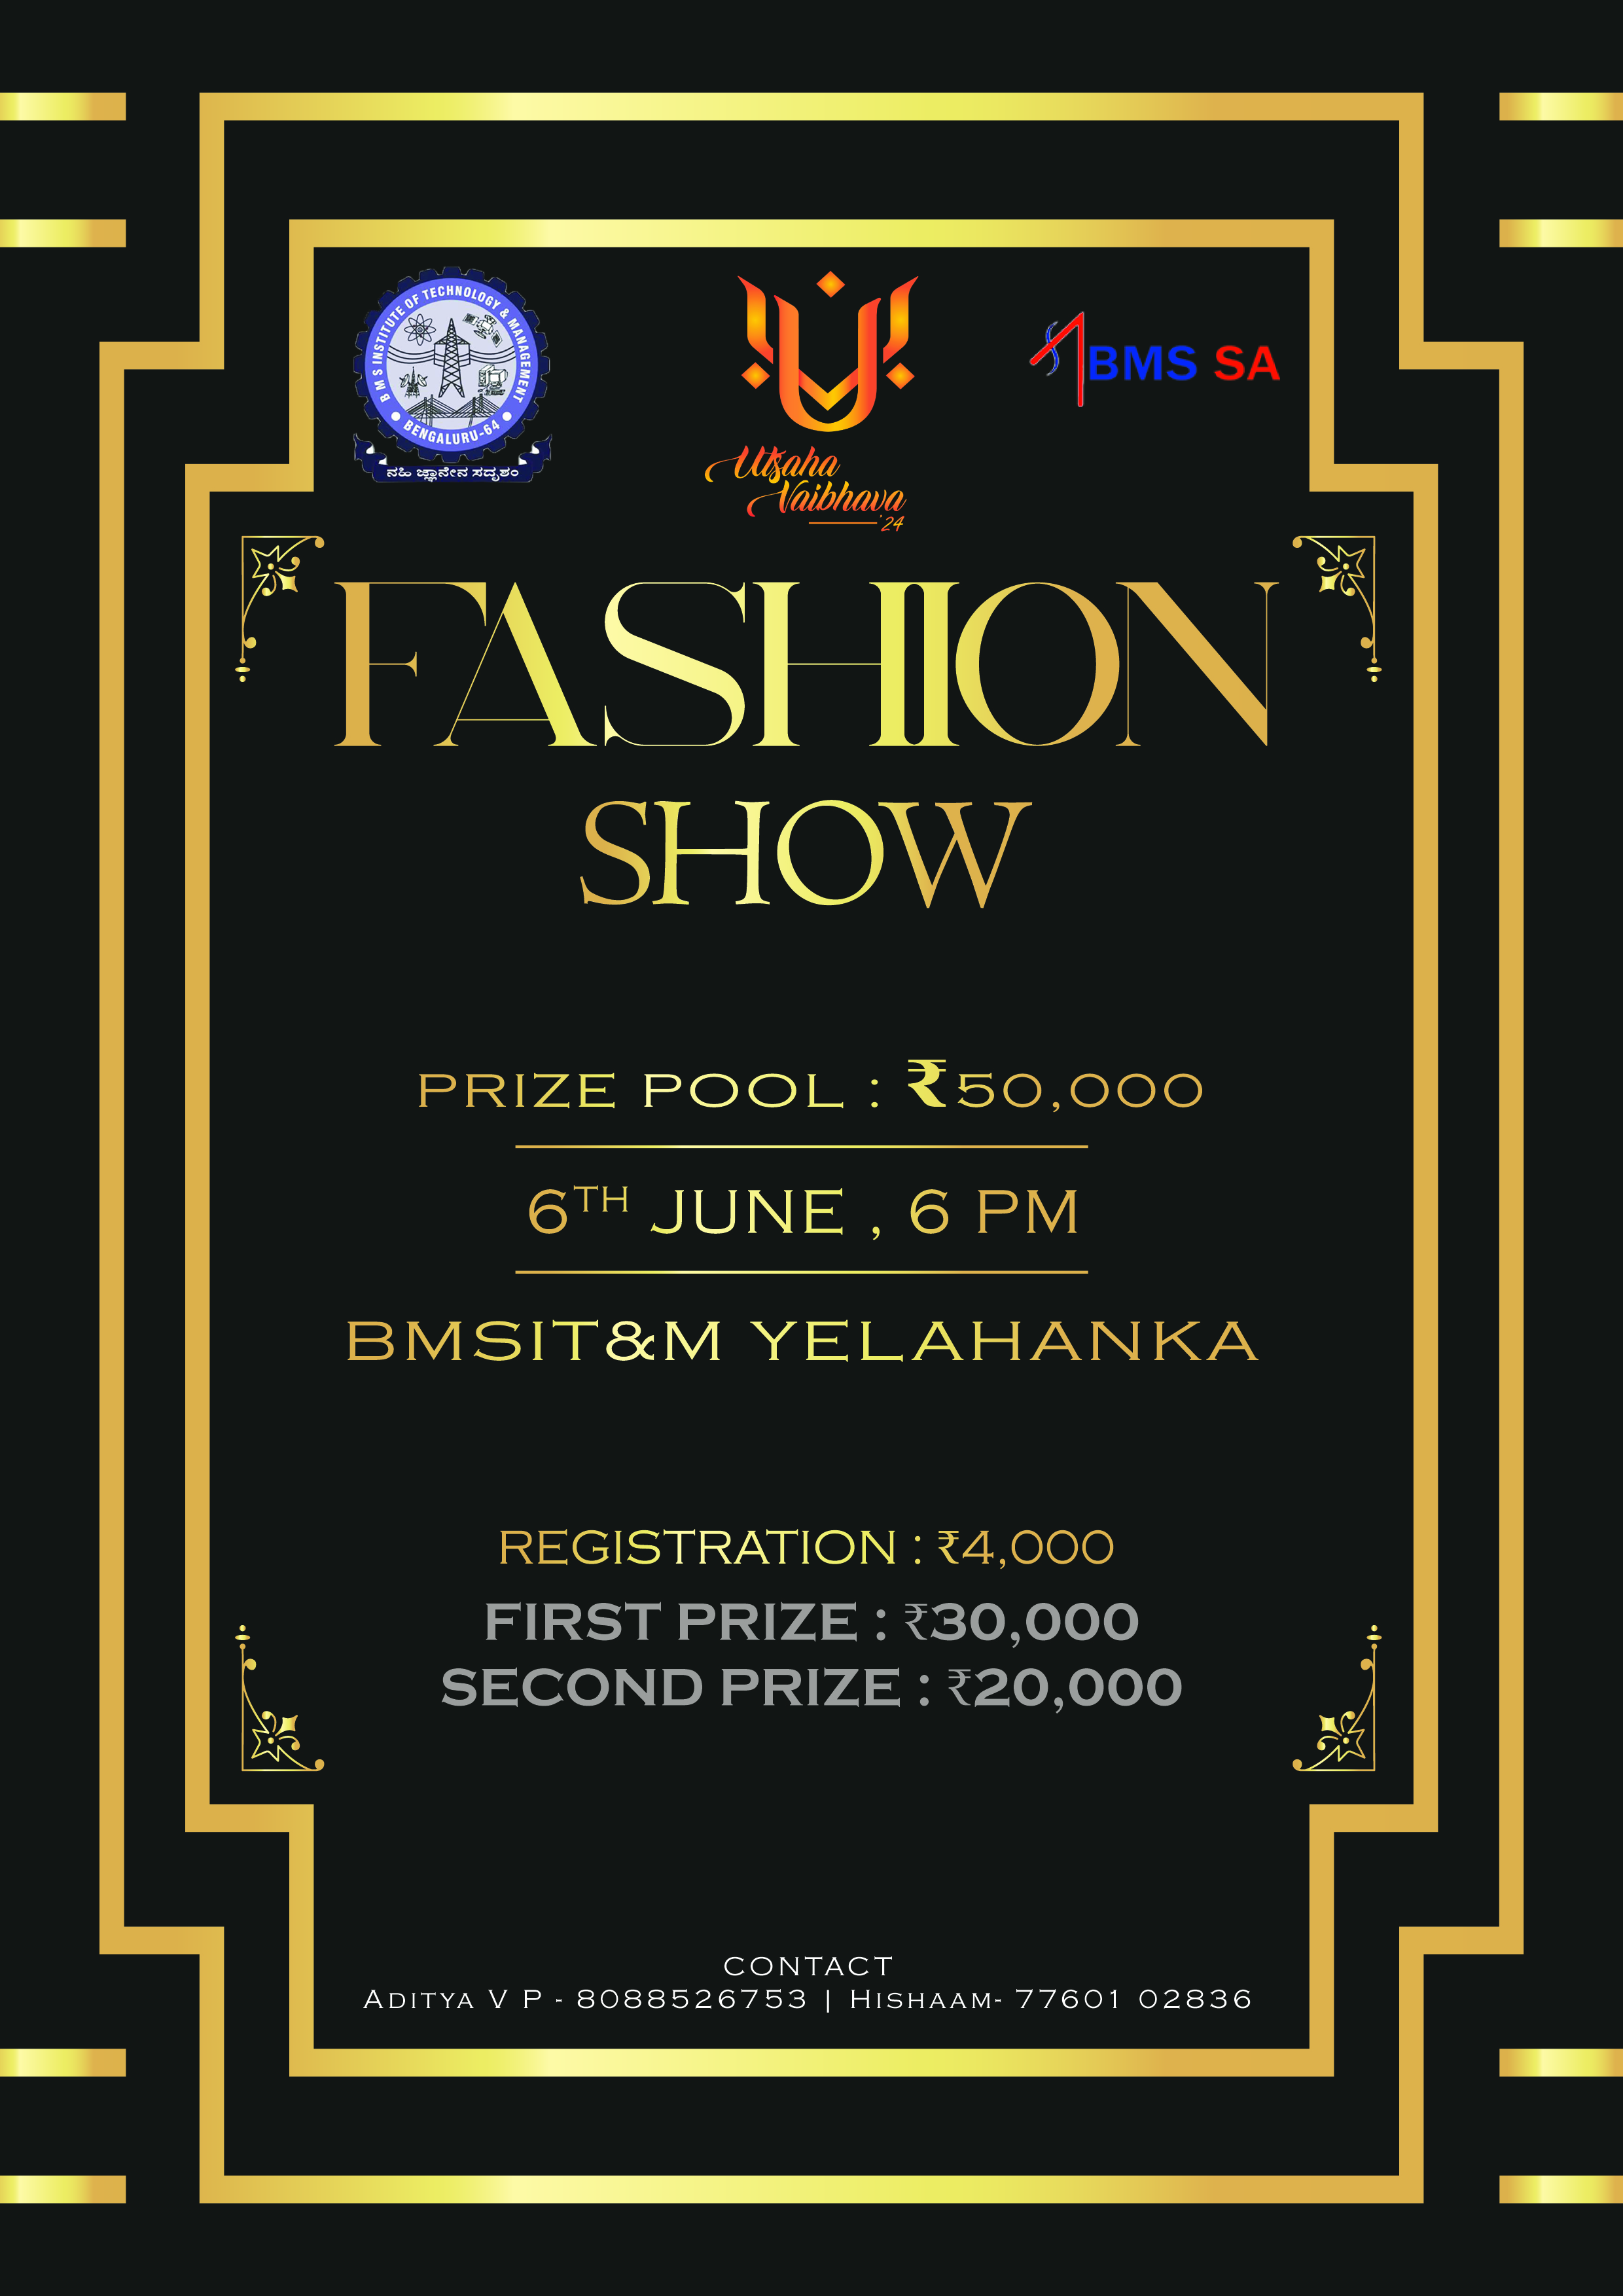 B M S INSTITUTE OF TECHNOLOGY & MANAGEMENT
BENGALURU-64
ನಹಿ ಜ್ಞಾನೇನ ಸದೃಶಂ
Utsaha
Vaibhava
'24
BMS SA
FASHION
SHOW
PRIZE POOL : ₹50,000
6TH JUNE , 6 PM
BMSIT&M YELAHANKA
REGISTRATION : ₹4,000
FIRST PRIZE : ₹30,000
SECOND PRIZE : ₹20,000
CONTACT
ADITYA V P - 8088526753 | HISHAAM- 77601 02836